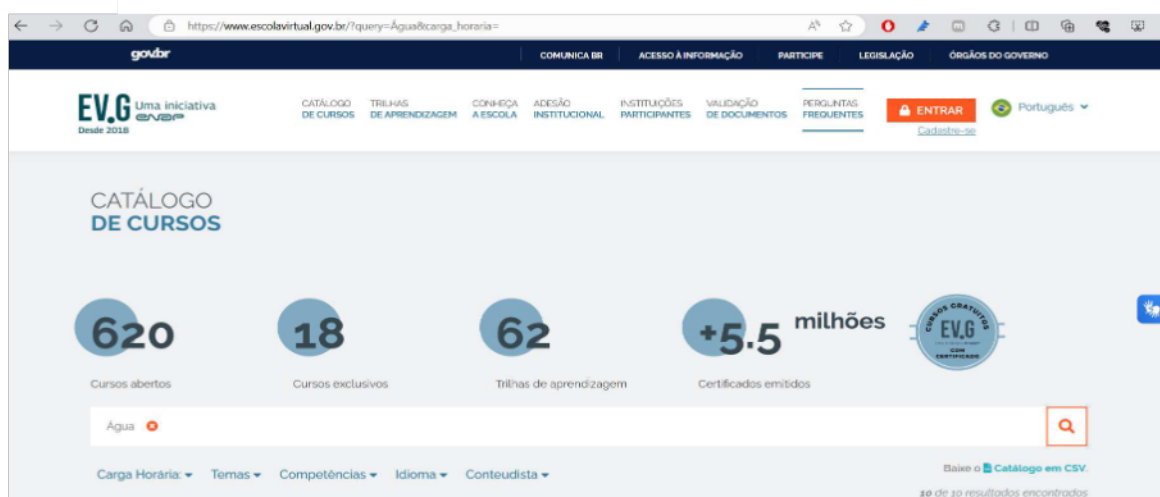 https://www.escolavirtual.gov.br/?query=Água&carga_horaria=
govbr
COMUNICA BR
ACESSO À INFORMAÇÃO
PARTICIPE
LEGISLAÇÃO
ÓRGÃOS DO GOVERNO
EV.G Uma iniciativa enap
Desde 2018
CATÁLOGO DE CURSOS
TRILHAS DE APRENDIZAGEM
CONHEÇA A ESCOLA
ADESÃO INSTITUCIONAL
INSTITUIÇÕES PARTICIPANTES
VALIDAÇÃO DE DOCUMENTOS
PERGUNTAS FREQUENTES
ENTRAR
Cadastre-se
Português
CATÁLOGO
DE CURSOS
620
18
62
+5.5 milhões
CURSOS GRATUITOS
EV.G
COM
CERTIFICADO
Cursos abertos
Cursos exclusivos
Trilhas de aprendizagem
Certificados emitidos
Água
Carga Horária:
Temas
Competências
Idioma
Conteudista
Baixe o Catálogo em CSV.
10 de 10 resultados encontrados